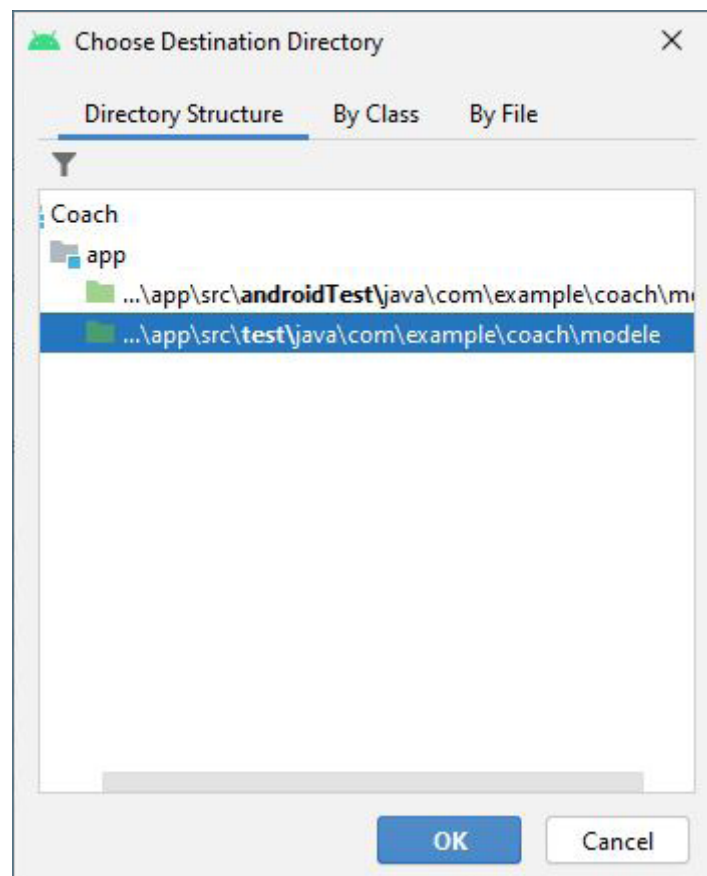 Choose Destination Directory
Directory Structure By Class By File
Coach
app
...\app\src\androidTest\java\com\example\coach\m
...\app\src\test\java\com\example\coach\modele
OK Cancel